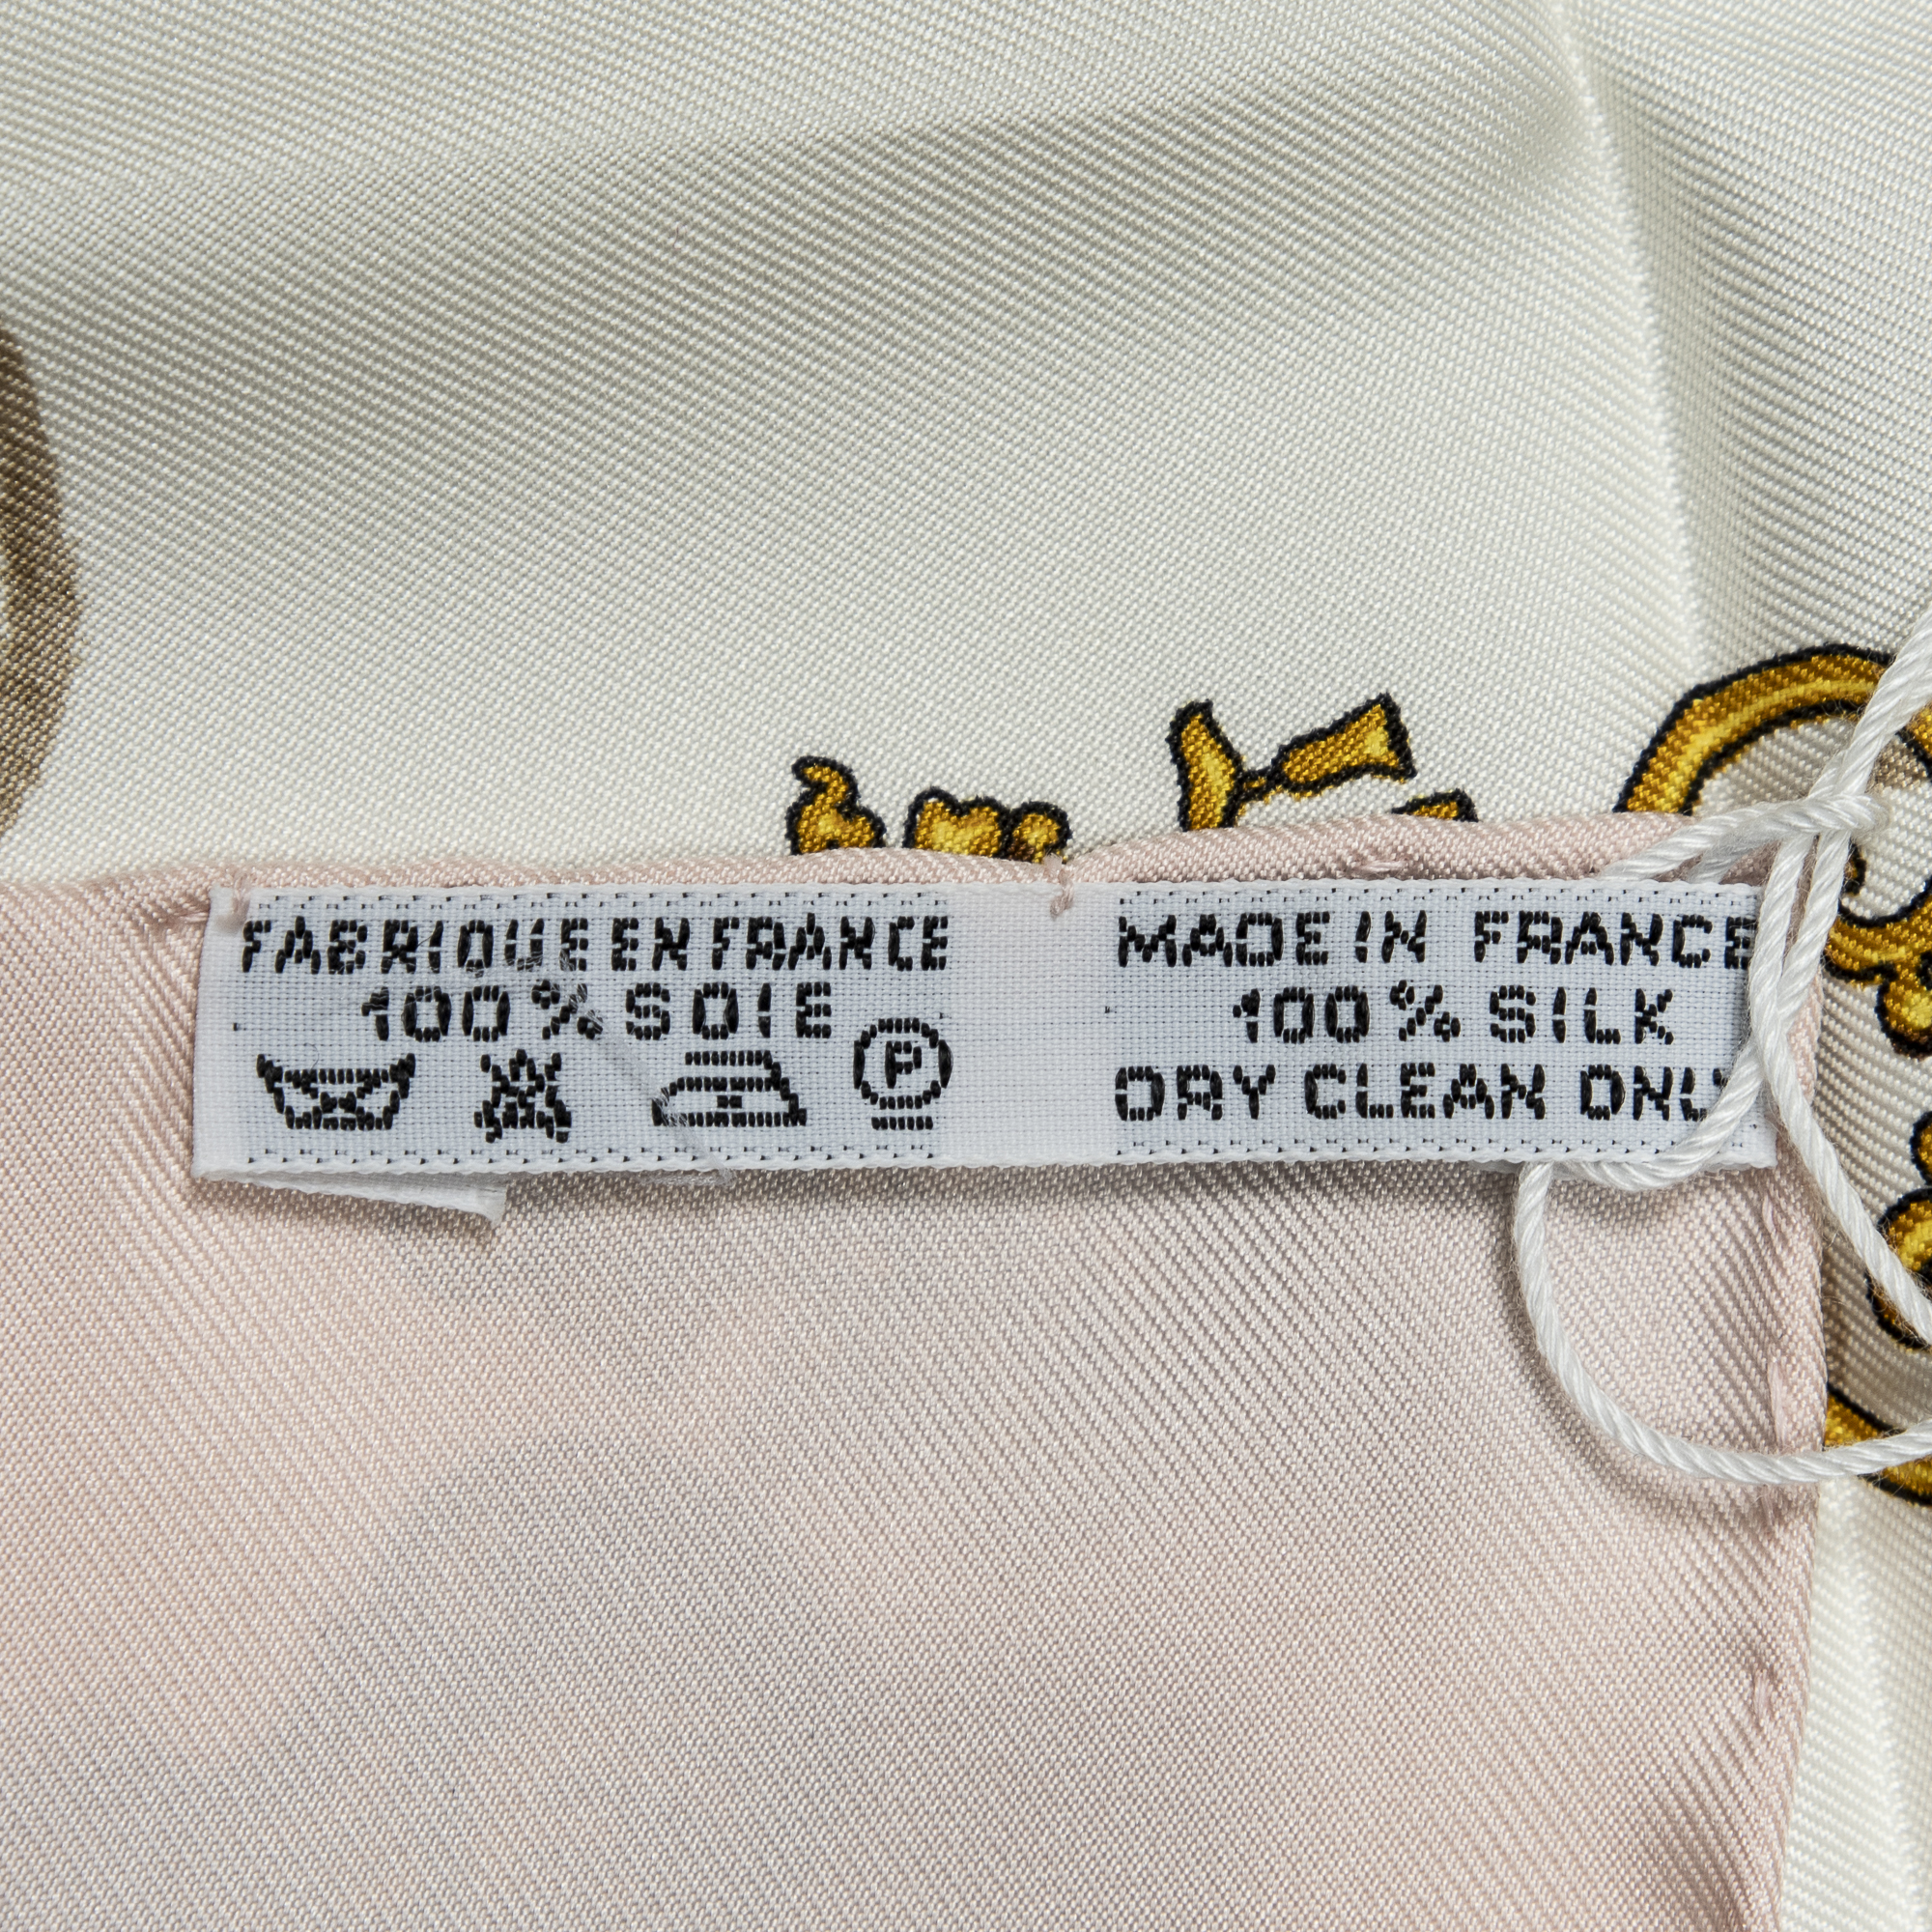 FABRIQUE EN FRANCE
100% SOIE
P
MADE IN FRANCE
100% SILK
DRY CLEAN ONLY